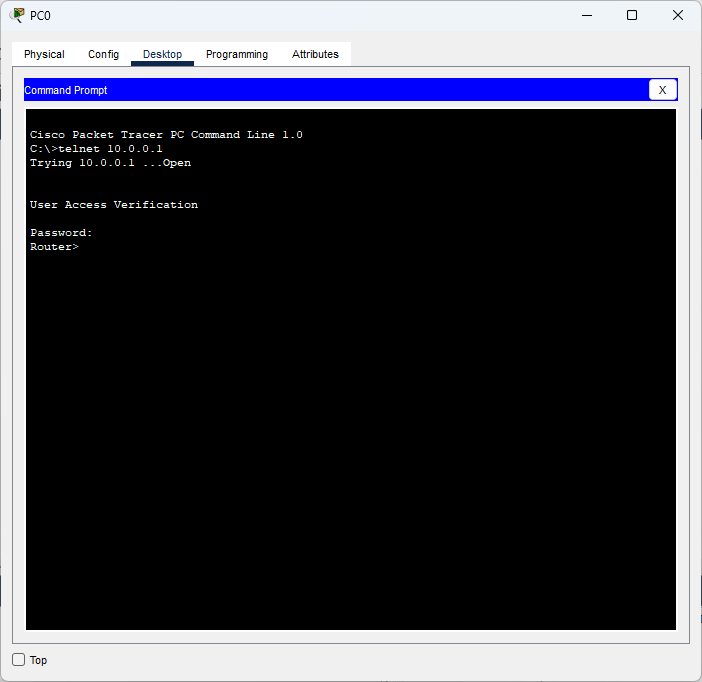 PC0
Physical Config Desktop Programming Attributes
Command Prompt
X
Cisco Packet Tracer PC Command Line 1.0
C:\>telnet 10.0.0.1
Trying 10.0.0.1 ...Open
User Access Verification
Password:
Router>
Top